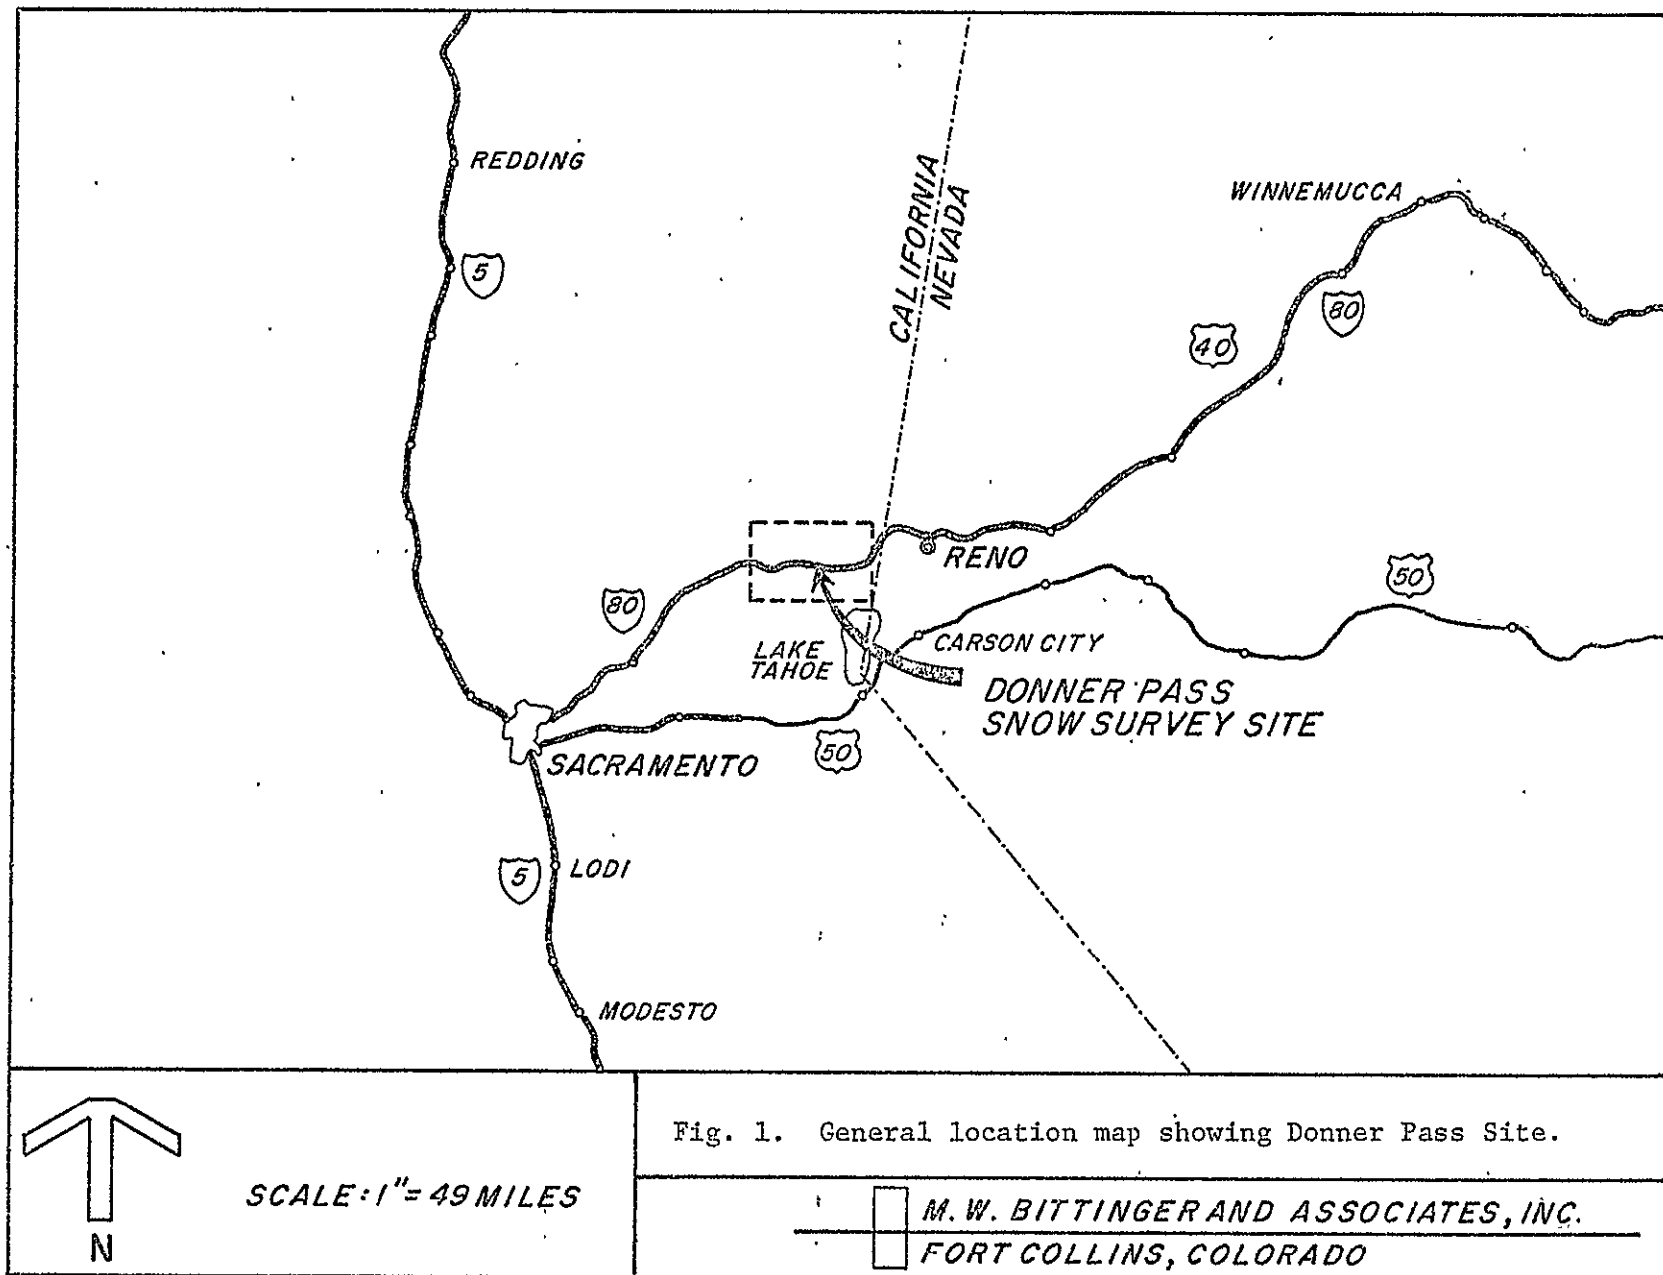 REDDING
5
CALIFORNIA
NEVADA
WINNEMUCCA
80
40
RENO
50
80
LAKE
TAHOE
CARSON CITY
DONNER PASS
SNOW SURVEY SITE
50
SACRAMENTO
5
LODI
MODESTO
N
SCALE: 1" = 49 MILES
Fig. 1. General location map showing Donner Pass Site.
M. W. BITTINGER AND ASSOCIATES, INC.
FORT COLLINS, COLORADO